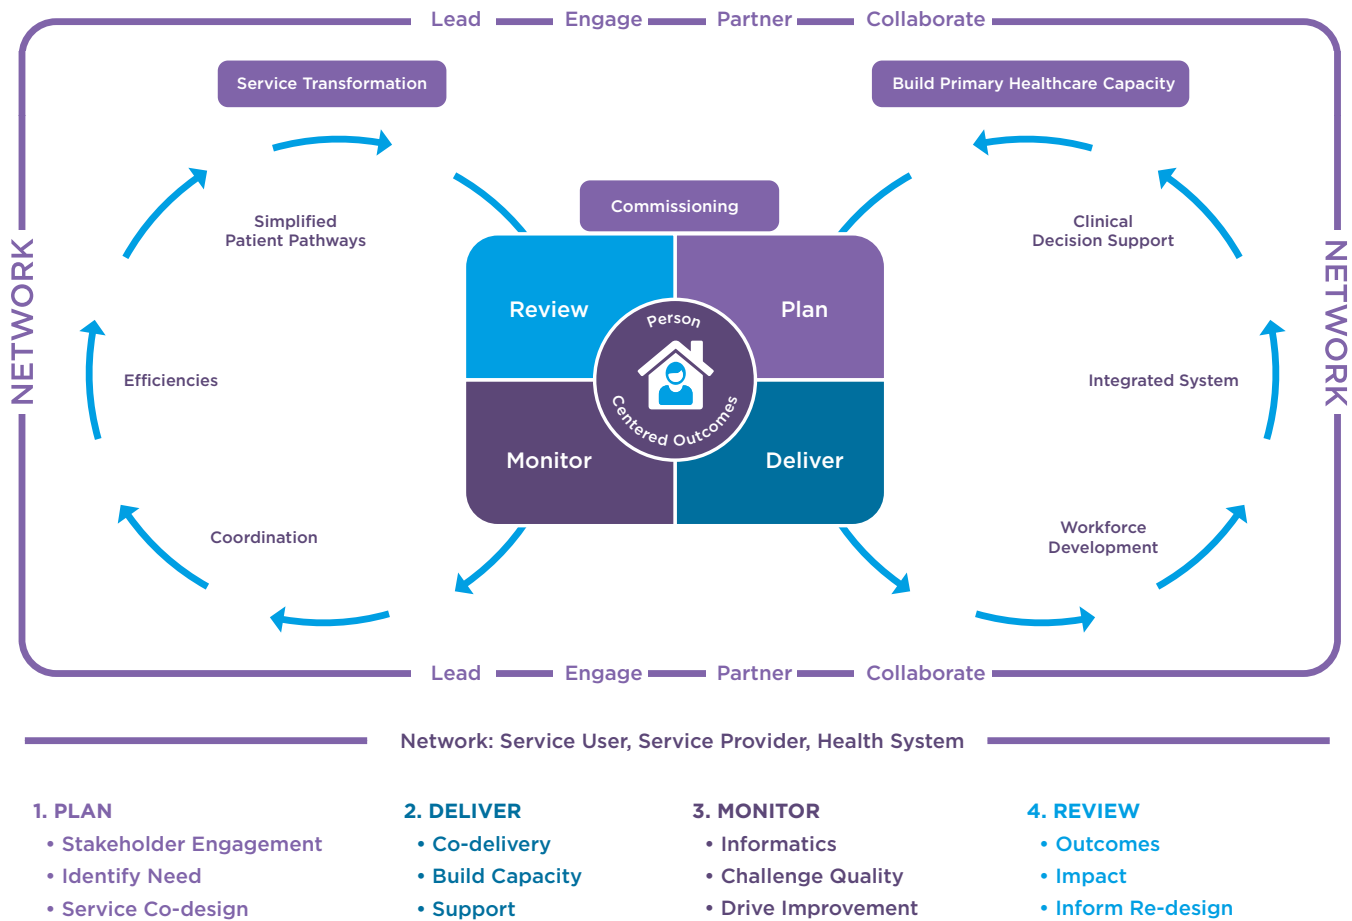 Lead Engage Partner Collaborate
Service Transformation
Build Primary Healthcare Capacity
NETWORK
NETWORK
Simplified
Patient Pathways
Commissioning
Clinical
Decision Support
Review
Plan
Person
Centered Outcomes
Efficiencies
Integrated System
Monitor
Deliver
Coordination
Workforce
Development
Lead Engage Partner Collaborate
Network: Service User, Service Provider, Health System
1. PLAN
• Stakeholder Engagement
• Identify Need
• Service Co-design
2. DELIVER
• Co-delivery
• Build Capacity
• Support
3. MONITOR
• Informatics
• Challenge Quality
• Drive Improvement
4. REVIEW
• Outcomes
• Impact
• Inform Re-design